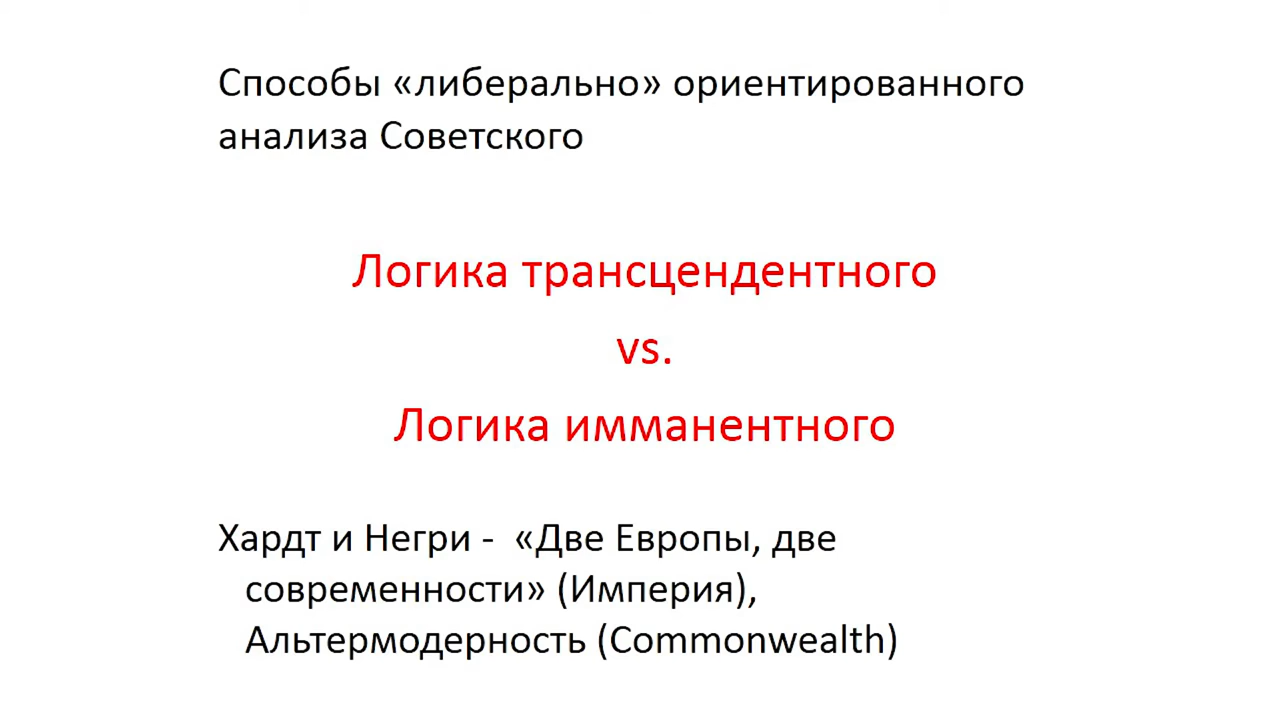 Способы «либерально» ориентированного
анализа Советского
Логика трансцендентного
vs.
Логика имманентного
Хардт и Негри - «Две Европы, две
современности» (Империя),
Альтермодерность (Commonwealth)